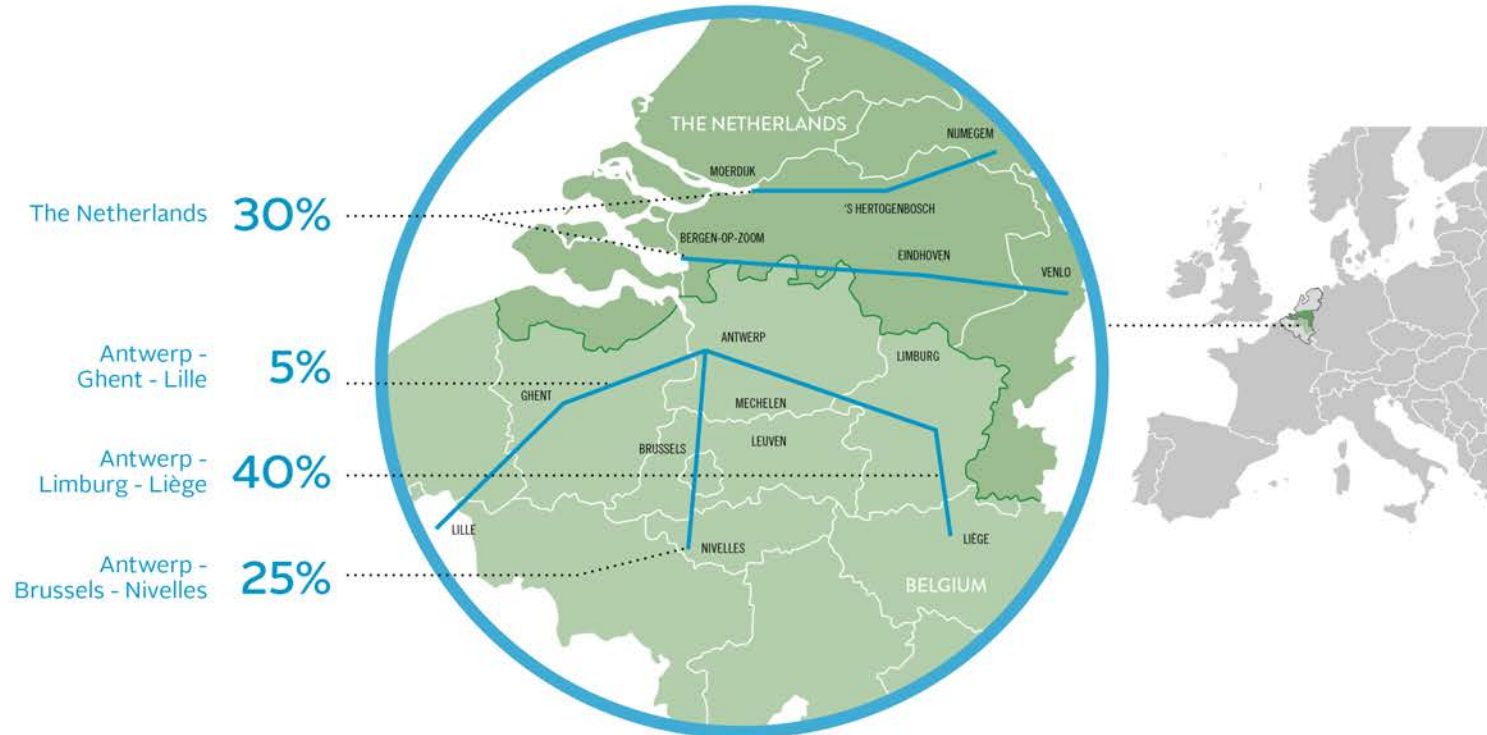 THE NETHERLANDS
NIJMEGEM
MOERDIJK
'S HERTOGENBOSCH
The Netherlands 30%
BERGEN-OP-ZOOM
EINDHOVEN
VENLO
ANTWERP
LIMBURG
Antwerp -
Ghent - Lille 5%
GHENT
MECHELEN
BRUSSELS
LEUVEN
Antwerp -
Limburg - Liège 40%
LILLE
NIVELLES
LIÈGE
Antwerp -
Brussels - Nivelles 25%
BELGIUM